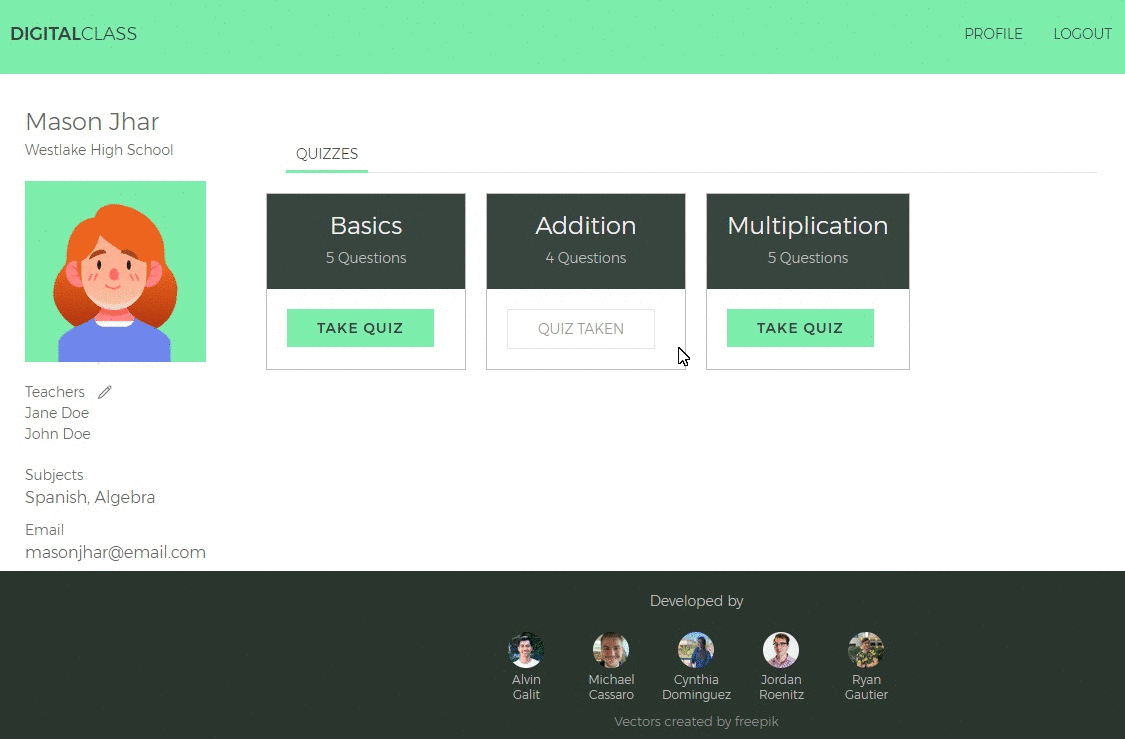 DIGITALCLASS
PROFILE
LOGOUT
Mason Jhar
Westlake High School
Teachers
Jane Doe
John Doe
Subjects
Spanish, Algebra
Email
masonjhar@email.com
QUIZZES
Basics
5 Questions
TAKE QUIZ
Addition
4 Questions
QUIZ TAKEN
Multiplication
5 Questions
TAKE QUIZ
Developed by
Alvin
Galit
Michael
Cassaro
Cynthia
Dominguez
Jordan
Roenitz
Ryan
Gautier
Vectors created by freepik